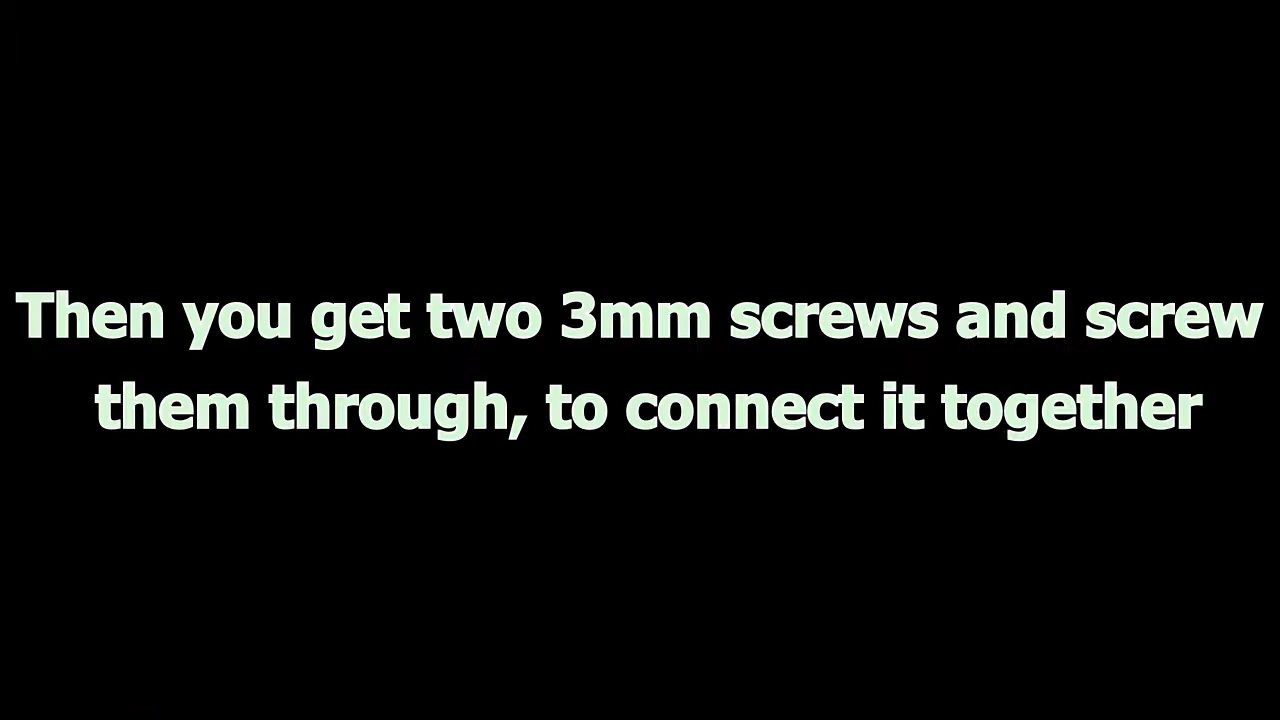 Then you get two 3mm screws and screw
them through, to connect it together